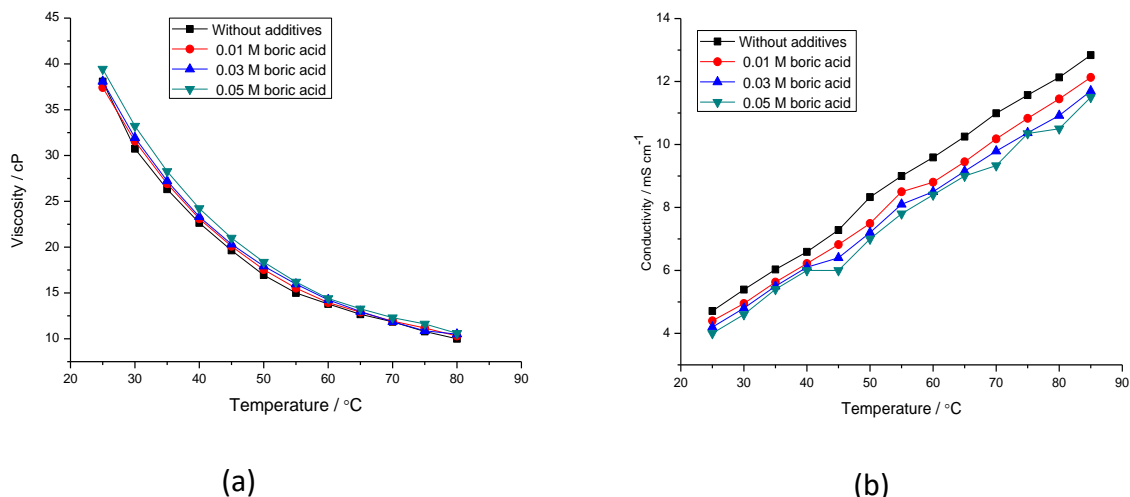 45
40
35
30
25
20
15
10
Viscosity / cP
Without additives
0.01 M boric acid
0.03 M boric acid
0.05 M boric acid
20 30 40 50 60 70 80 90
Temperature / °C
(a)
14
12
10
8
6
4
Conductivity / mS cm⁻¹
Without additives
0.01 M boric acid
0.03 M boric acid
0.05 M boric acid
20 30 40 50 60 70 80 90
Temperature / °C
(b)